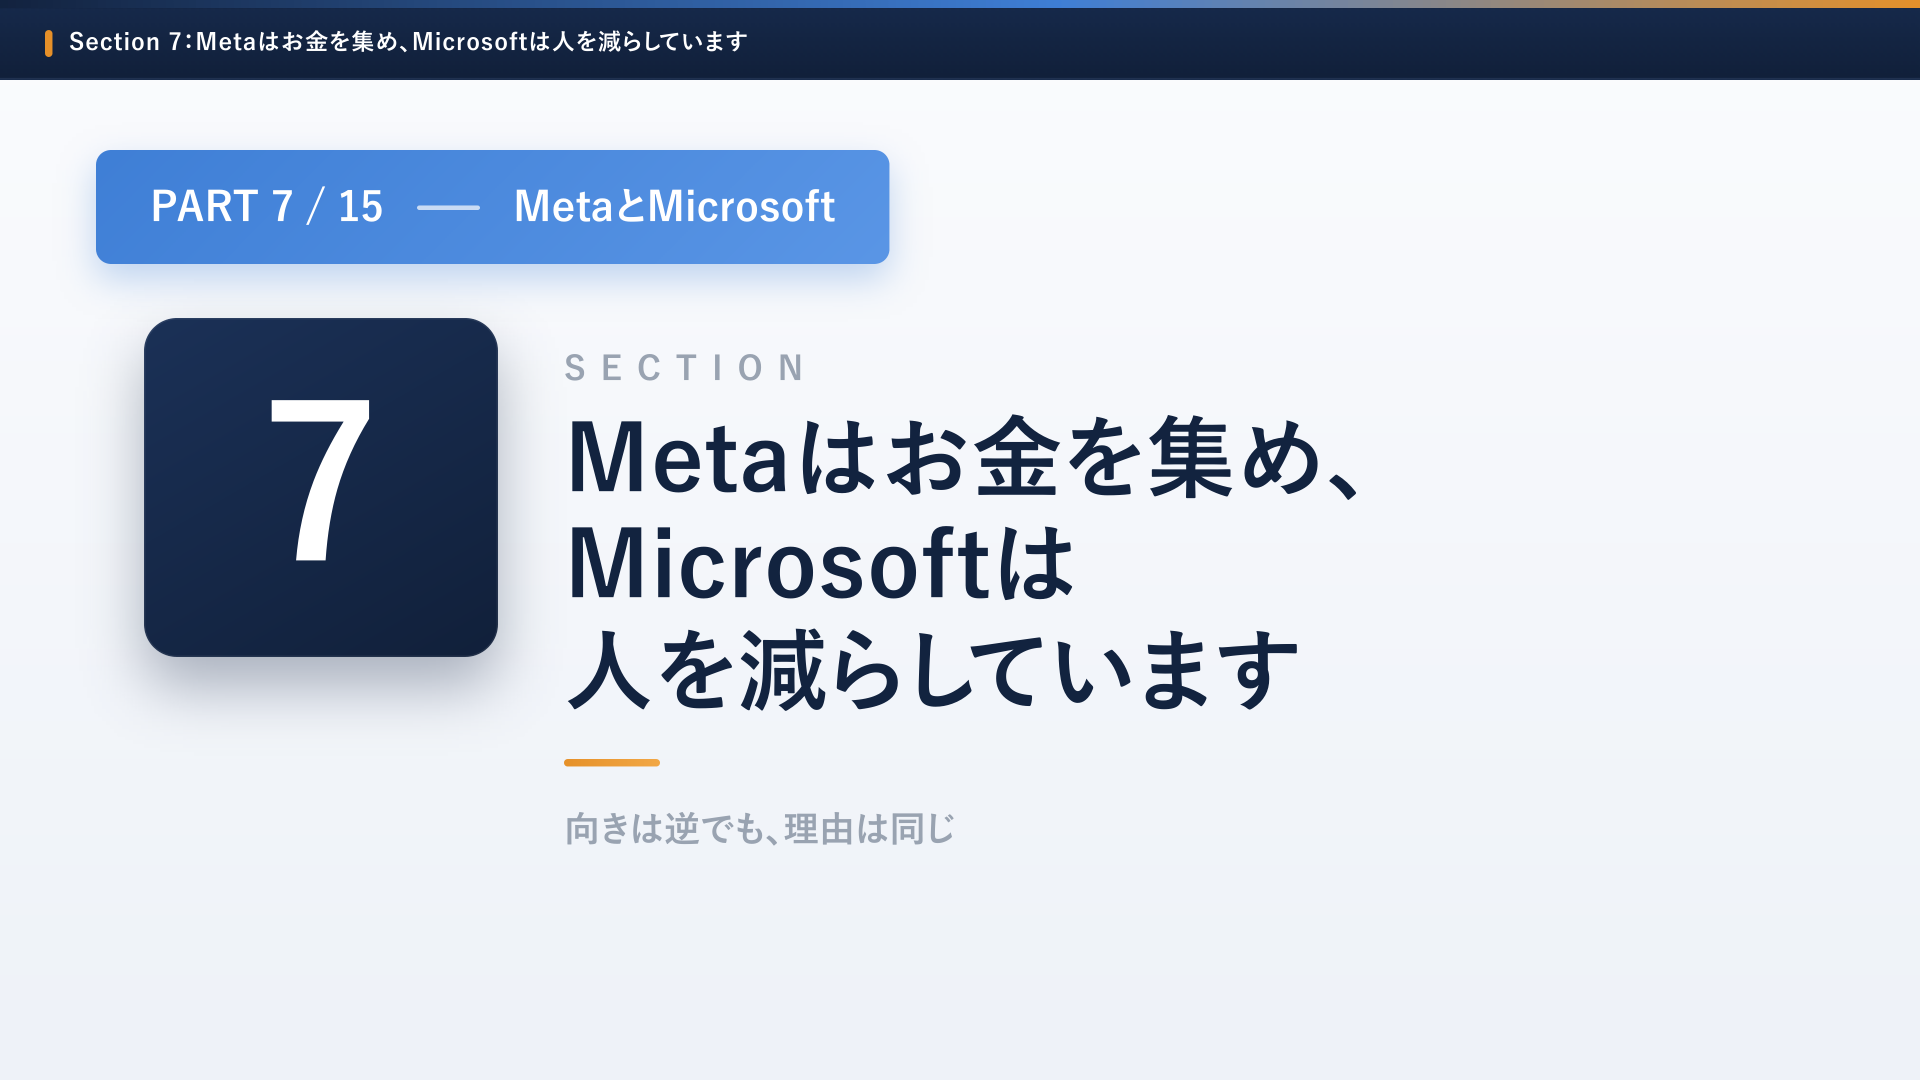 Section 7：Metaはお金を集め、Microsoftは人を減らしています
PART 7 / 15 — MetaとMicrosoft
7
SECTION
Metaはお金を集め、
Microsoftは
人を減らしています
向きは逆でも、理由は同じ